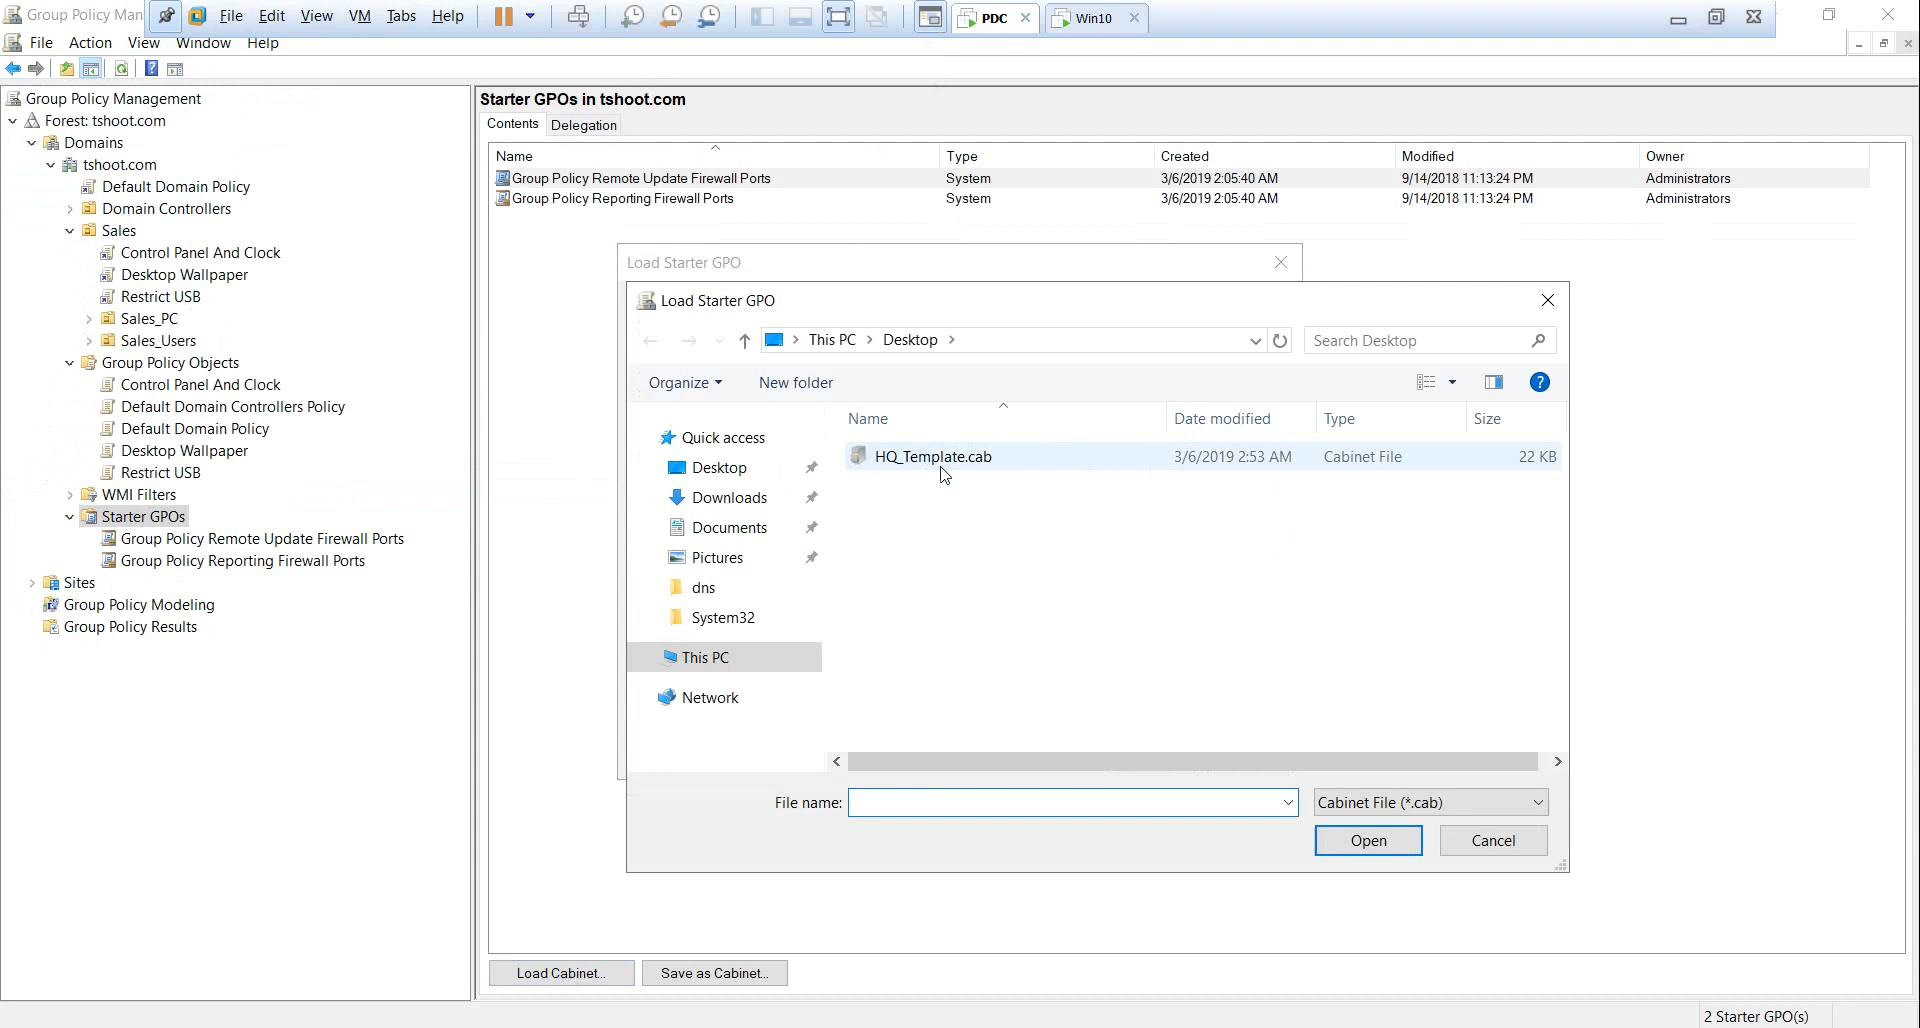 Group Policy Man
File Edit View VM Tabs Help
PDC
Win10
File Action View Window Help
Group Policy Management
Forest: tshoot.com
Domains
tshoot.com
Default Domain Policy
Domain Controllers
Sales
Control Panel And Clock
Desktop Wallpaper
Restrict USB
Sales_PC
Sales_Users
Group Policy Objects
Control Panel And Clock
Default Domain Controllers Policy
Default Domain Policy
Desktop Wallpaper
Restrict USB
WMI Filters
Starter GPOs
Group Policy Remote Update Firewall Ports
Group Policy Reporting Firewall Ports
Sites
Group Policy Modeling
Group Policy Results
Starter GPOs in tshoot.com
Contents Delegation
Name Type Created Modified Owner
Group Policy Remote Update Firewall Ports System 3/6/2019 2:05:40 AM 9/14/2018 11:13:24 PM Administrators
Group Policy Reporting Firewall Ports System 3/6/2019 2:05:40 AM 9/14/2018 11:13:24 PM Administrators
Load Starter GPO
Load Starter GPO
This PC > Desktop >
Search Desktop
Organize New folder
Name Date modified Type Size
HQ_Template.cab 3/6/2019 2:53 AM Cabinet File 22 KB
Quick access
Desktop
Downloads
Documents
Pictures
dns
System32
This PC
Network
File name:
Cabinet File (*.cab)
Open Cancel
Load Cabinet... Save as Cabinet...
2 Starter GPO(s)